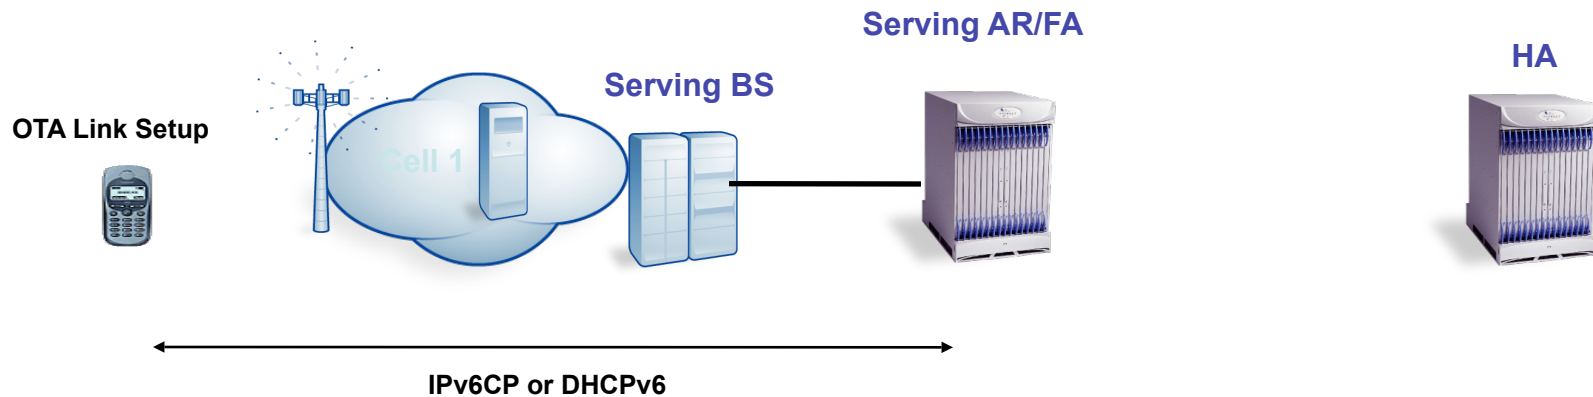 Serving AR/FA
HA
Serving BS
OTA Link Setup
Cell 1
IPv6CP or DHCPv6